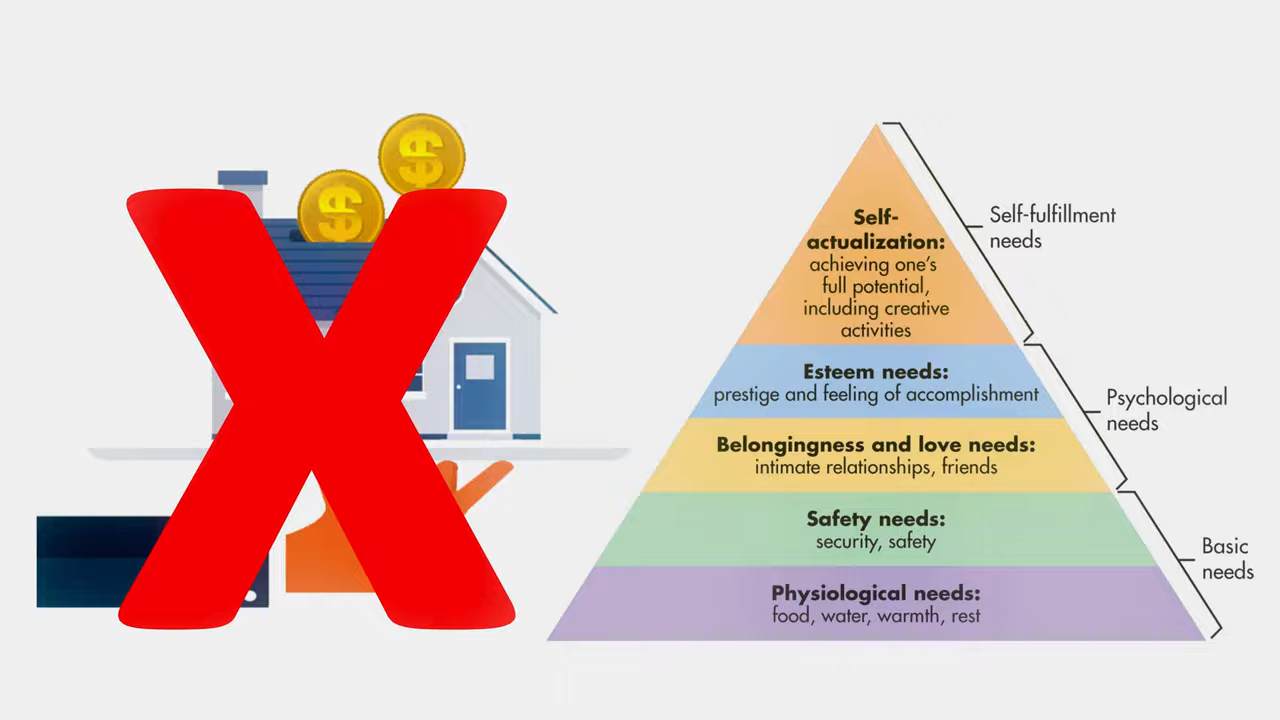 Self-
actualization:
achieving one's
full potential,
including creative
activities
Self-fulfillment
needs
Esteem needs:
prestige and feeling of accomplishment
Psychological
needs
Belongingness and love needs:
intimate relationships, friends
Safety needs:
security, safety
Basic
needs
Physiological needs:
food, water, warmth, rest